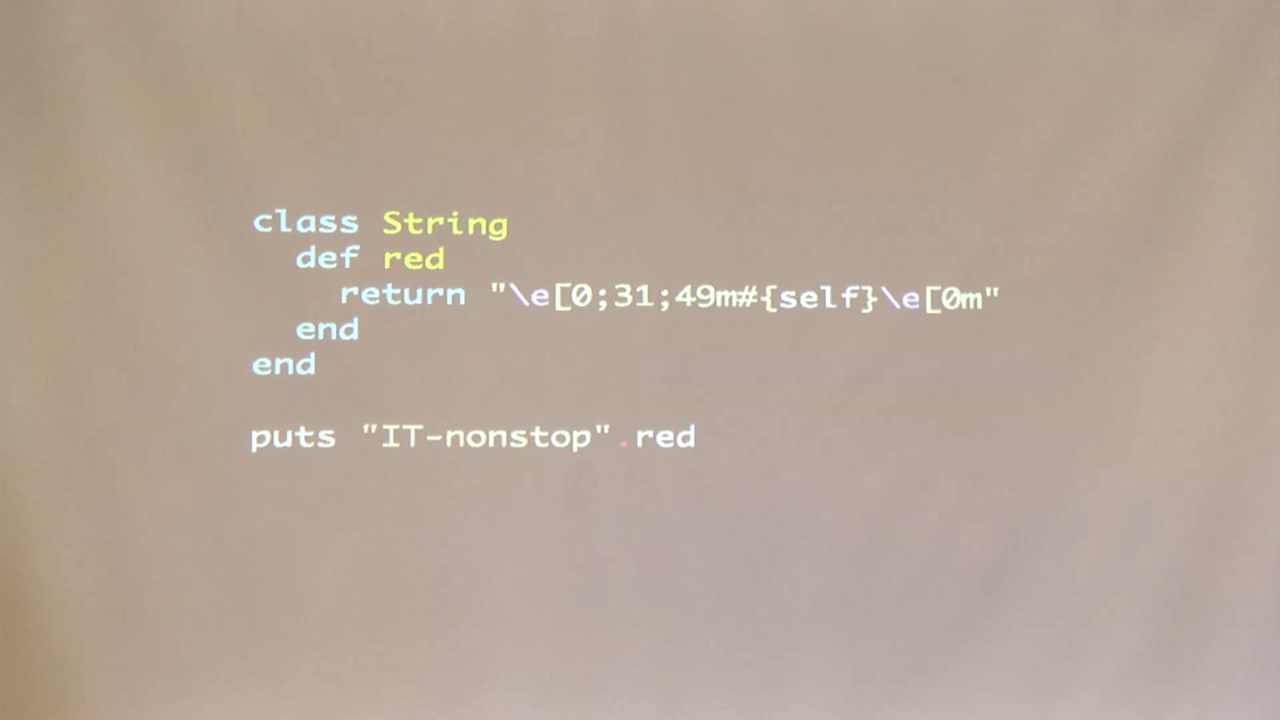 class String
  def red
    return "\e[0;31;49m#{self}\e[0m"
  end
end
puts "IT-nonstop".red